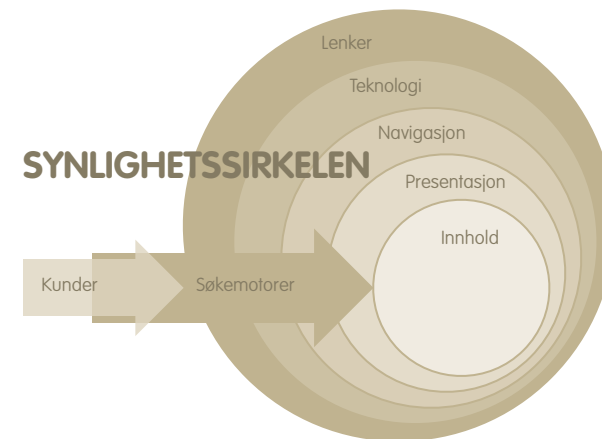 Lenker
Teknologi
Navigasjon
SYNLIGHETSSIRKELEN
Presentasjon
Innhold
Kunder
Søkemotorer